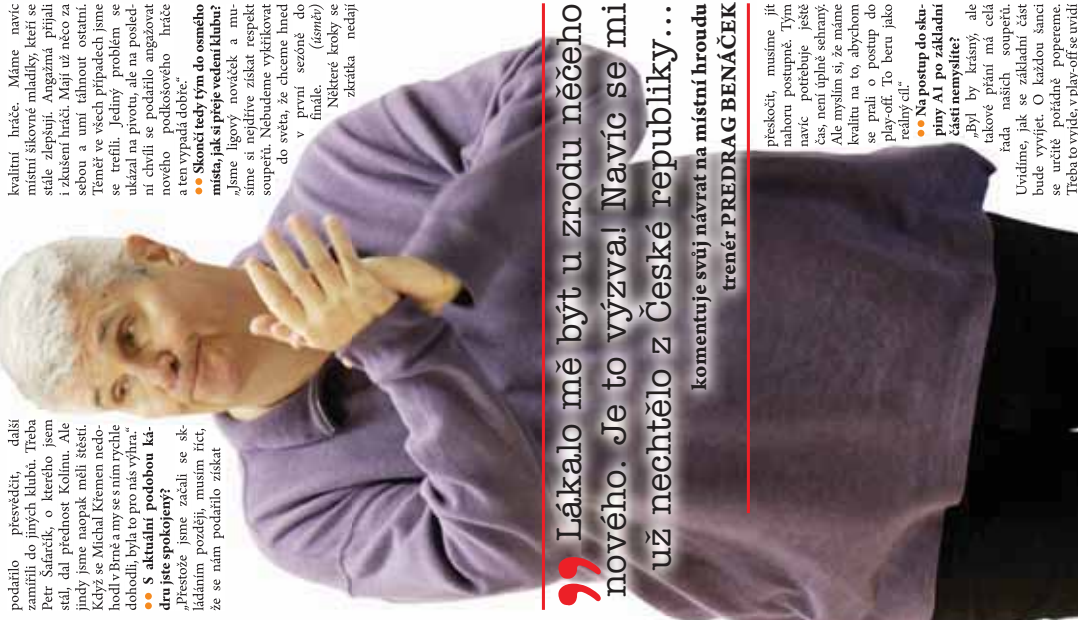 podařilo přesvědčit, další
zamířili do jiných klubů. Třeba
Petr Šafarčík, o kterého jsem
stál, dal přednost Kolínu. Ale
jindy jsme naopak měli štěstí.
Když se Michal Křemen nedo-
hodl v Brně a my se s ním rychle
dohodli, byla to pro nás výhra.“
●● S aktuální podobou ká-
dru jste spokojený?
„Přestože jsme začali se sk-
ládáním později, musím říct,
že se nám podařilo získat
kvalitní hráče. Máme navíc
místní šikovné mladíky, kteří se
stále zlepšují. Angažmá přijali
i zkušení hráči. Mají už něco za
sebou a umí táhnout ostatní.
Téměř ve všech případech jsme
se trefili. Jediný problém se
ukázal na pivotu, ale na posled-
ní chvíli se podařilo angažovat
nového podkošového hráče
a ten vypadá dobře.“
●● Skončí tedy tým do osmého
místa, jak si přeje vedení klubu?
„Jsme ligový nováček a mu-
síme si nejdříve získat respekt
soupeřů. Nebudeme vykřikovat
do světa, že chceme hned
v první sezóně do
finále. (úsměv)
Některé kroky se
zkrátka nedají
„ Lákalo mě být u zrodu něčeho
nového. Je to výzva! Navíc se mi
už nechtělo z České republiky…
komentuje svůj návrat na místní hroudu
trenér PREDRAG BENÁČEK
přeskočit, musíme jít
nahoru postupně. Tým
navíc potřebuje ještě
čas, není úplně sehraný.
Ale myslím si, že máme
kvalitu na to, abychom
se prali o postup do
play-off. To beru jako
reálný cíl.“
●● Na postup do sku-
piny A1 po základní
části nemyslíte?
„Byl by krásný, ale
takové přání má celá
řada našich soupeřů.
Uvidíme, jak se základní část
bude vyvíjet. O každou šanci
se určitě pořádně popereme.
Třeba to vyjde, v play-off se uvidí